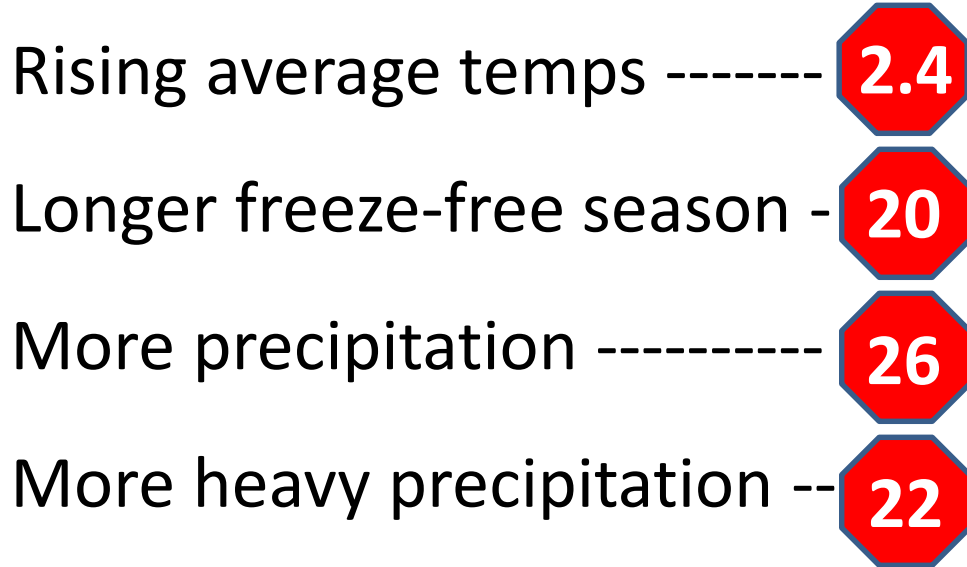 Rising average temps ------- 2.4
Longer freeze-free season - 20
More precipitation ---------- 26
More heavy precipitation -- 22